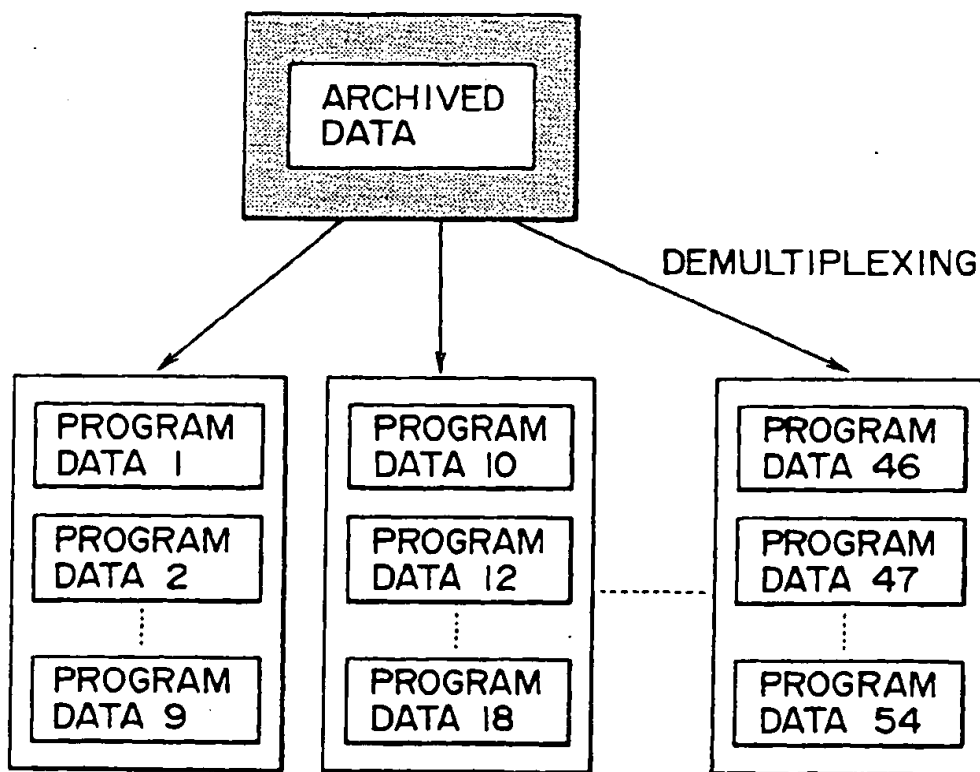 ARCHIVED
DATA
DEMULTIPLEXING
PROGRAM
DATA 1
PROGRAM
DATA 2
PROGRAM
DATA 9
PROGRAM
DATA 10
PROGRAM
DATA 12
PROGRAM
DATA 18
PROGRAM
DATA 46
PROGRAM
DATA 47
PROGRAM
DATA 54